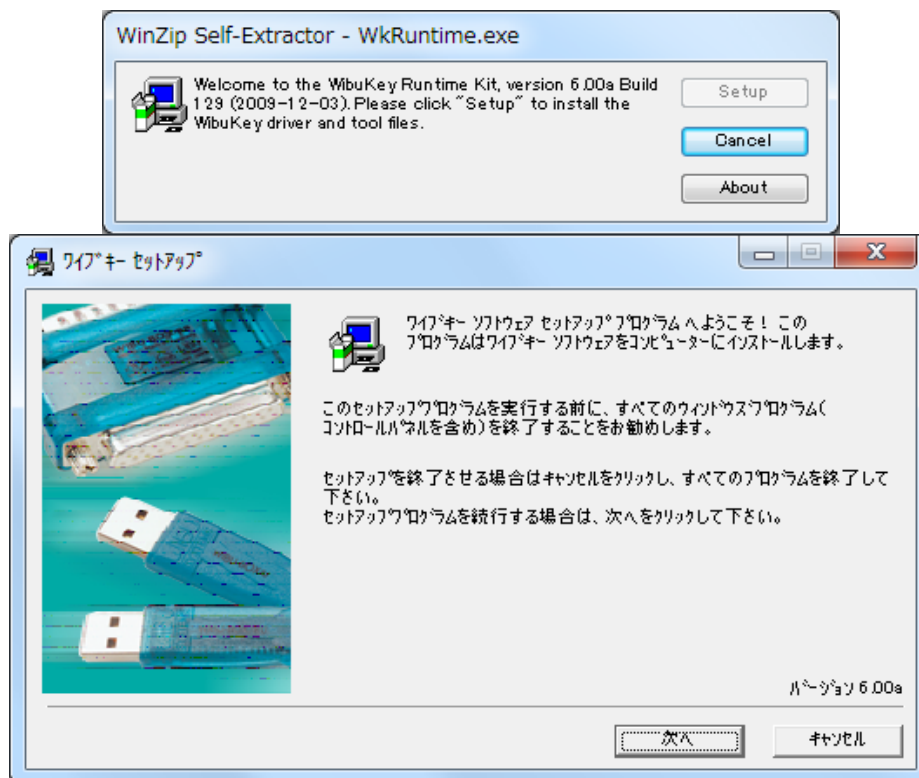 WinZip Self-Extractor - WkRuntime.exe
Welcome to the WibuKey Runtime Kit, version 6.00a Build
129 (2009-12-03). Please click "Setup" to install the
WibuKey driver and tool files.
Setup
Cancel
About
ワイブキー セットアップ
ワイブキー ソフトウェア セットアップ プログラム へようこそ！ この
プログラムはワイブキー ソフトウェアをコンピューターにインストールします。
このセットアッププログラムを実行する前に、すべてのウィンドウズプログラム(
コントロールパネルを含め)を終了することをお勧めします。
セットアップを終了させる場合はキャンセルをクリックし、すべてのプログラムを終了して
下さい。
セットアッププログラムを続行する場合は、次へをクリックして下さい。
バージョン 6.00a
次へ
キャンセル